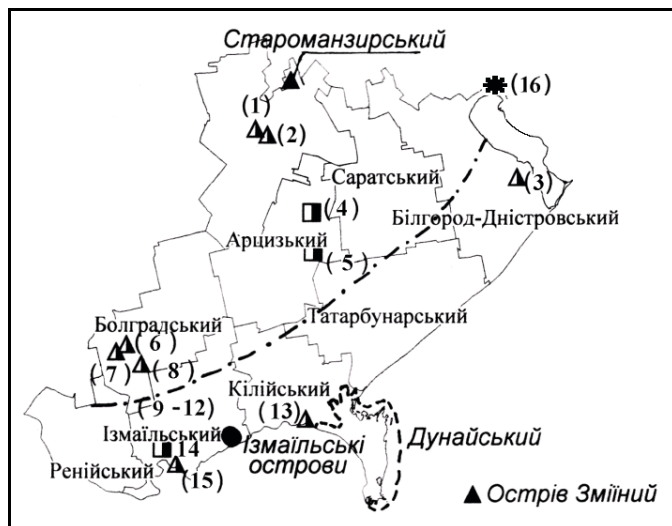 Староманзирський
(16)
(1)
(2)
Саратський
(3)
(4)
Білгород-Дністровський
Арцизький
(5)
Татарбунарський
Болградський
(6)
(7)
(8)
Кілійський
(9 -12)
(13)
Ізмаїльський
Ізмаїльські
острови
Дунайський
14
Ренійський
(15)
Острів Зміїний